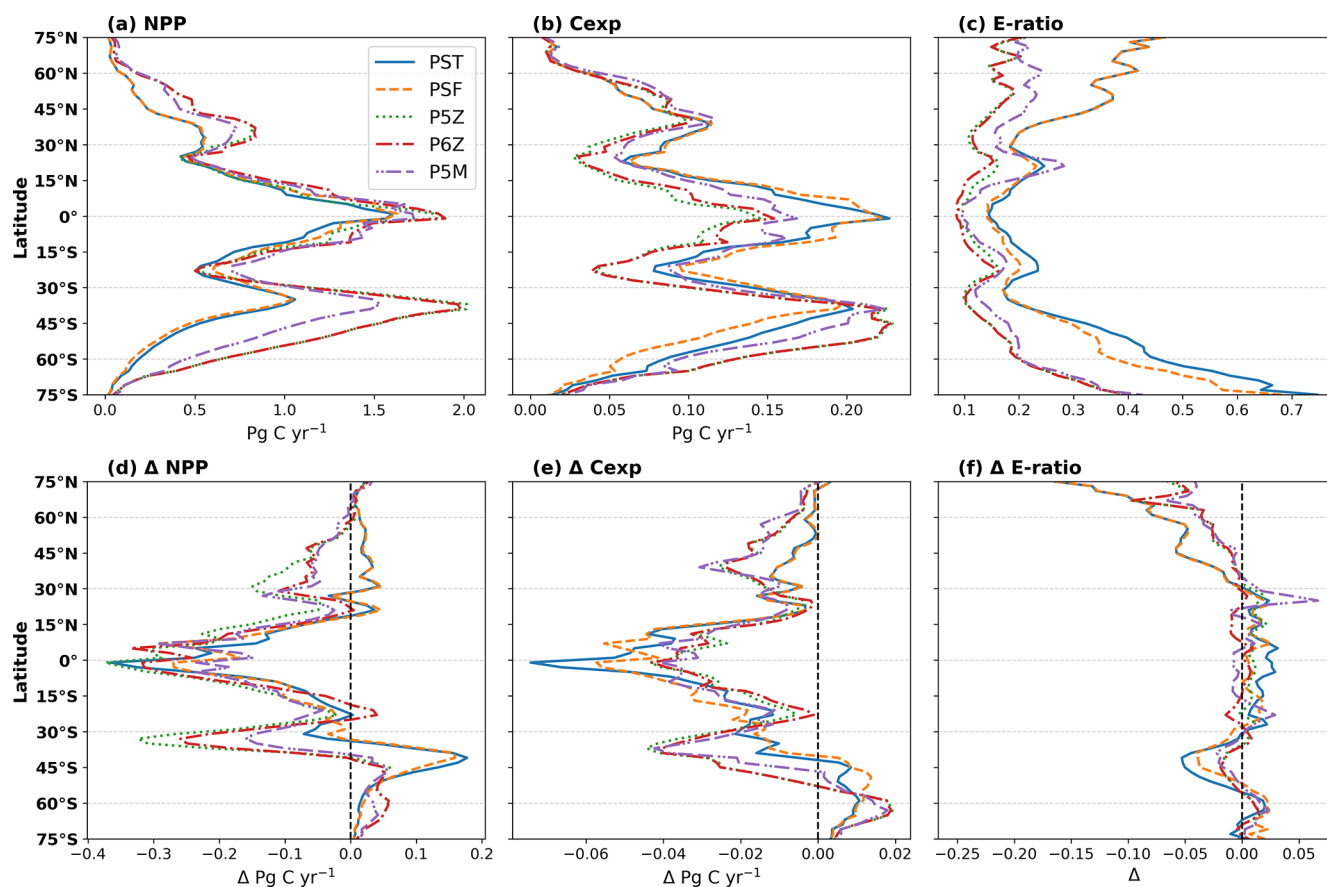 (a) NPP
(b) Cexp
(c) E-ratio
75°N
60°N
45°N
30°N
15°N
0°
15°S
30°S
45°S
60°S
75°S
Latitude
PST
PSF
P5Z
P6Z
P5M
0.0 0.5 1.0 1.5 2.0
Pg C yr⁻¹
0.00 0.05 0.10 0.15 0.20
Pg C yr⁻¹
0.1 0.2 0.3 0.4 0.5 0.6 0.7
(d) Δ NPP
(e) Δ Cexp
(f) Δ E-ratio
75°N
60°N
45°N
30°N
15°N
0°
15°S
30°S
45°S
60°S
75°S
Latitude
−0.4 −0.3 −0.2 −0.1 0.0 0.1 0.2
Δ Pg C yr⁻¹
−0.06 −0.04 −0.02 0.00 0.02
Δ Pg C yr⁻¹
−0.25 −0.20 −0.15 −0.10 −0.05 0.00 0.05
Δ